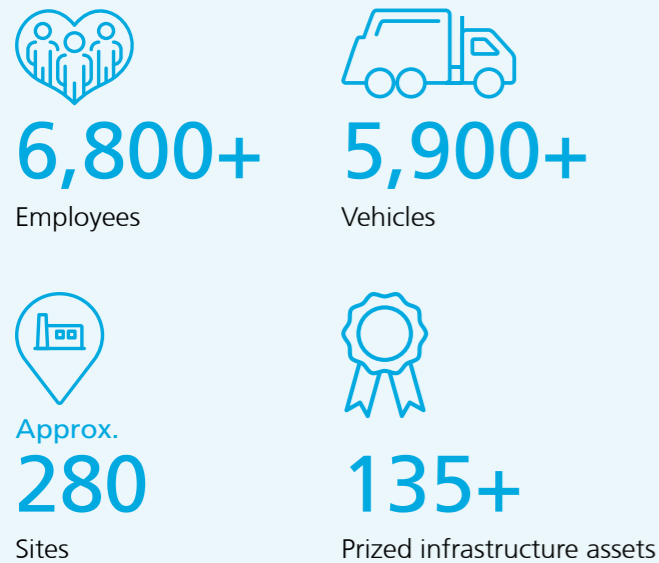 6,800+
Employees
5,900+
Vehicles
Approx.
280
Sites
135+
Prized infrastructure assets